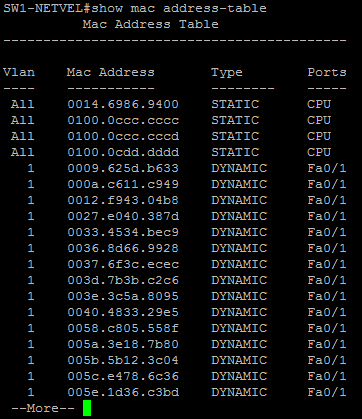 SW1-NETVEL#show mac address-table
Mac Address Table
-------------------------------------------
Vlan Mac Address Type Ports
---- ----------- -------- -----
All 0014.6986.9400 STATIC CPU
All 0100.0ccc.cccc STATIC CPU
All 0100.0ccc.cccd STATIC CPU
All 0100.0cdd.dddd STATIC CPU
1 0009.625d.b633 DYNAMIC Fa0/1
1 000a.c611.c949 DYNAMIC Fa0/1
1 0012.f943.04b8 DYNAMIC Fa0/1
1 0027.e040.387d DYNAMIC Fa0/1
1 0033.4534.bec9 DYNAMIC Fa0/1
1 0036.8d66.9928 DYNAMIC Fa0/1
1 0037.6f3c.ecec DYNAMIC Fa0/1
1 003d.7b3b.c2c6 DYNAMIC Fa0/1
1 003e.3c5a.8095 DYNAMIC Fa0/1
1 0040.4833.29e5 DYNAMIC Fa0/1
1 0058.c805.558f DYNAMIC Fa0/1
1 005a.3e18.7b80 DYNAMIC Fa0/1
1 005b.5b12.3c04 DYNAMIC Fa0/1
1 005c.e478.6c36 DYNAMIC Fa0/1
1 005e.1d36.c3bd DYNAMIC Fa0/1
--More--